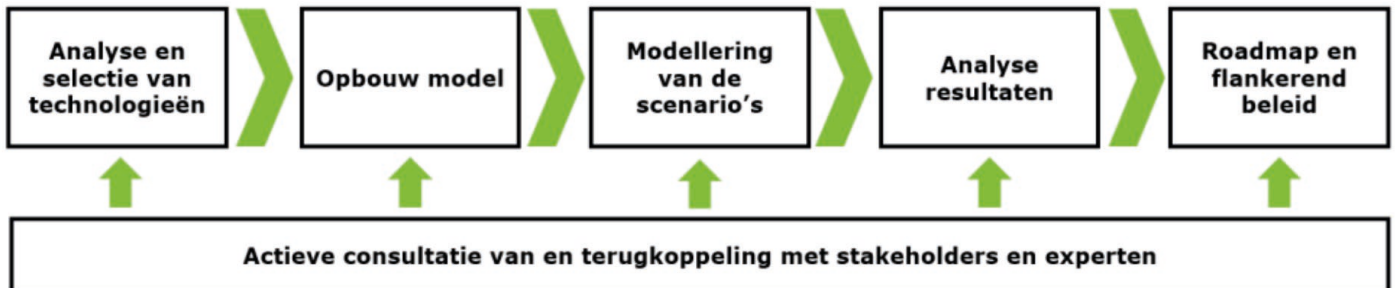 Analyse en
selectie van
technologieën
Opbouw model
Modellering
van de
scenario's
Analyse
resultaten
Roadmap en
flankerend
beleid
Actieve consultatie van en terugkoppeling met stakeholders en experten